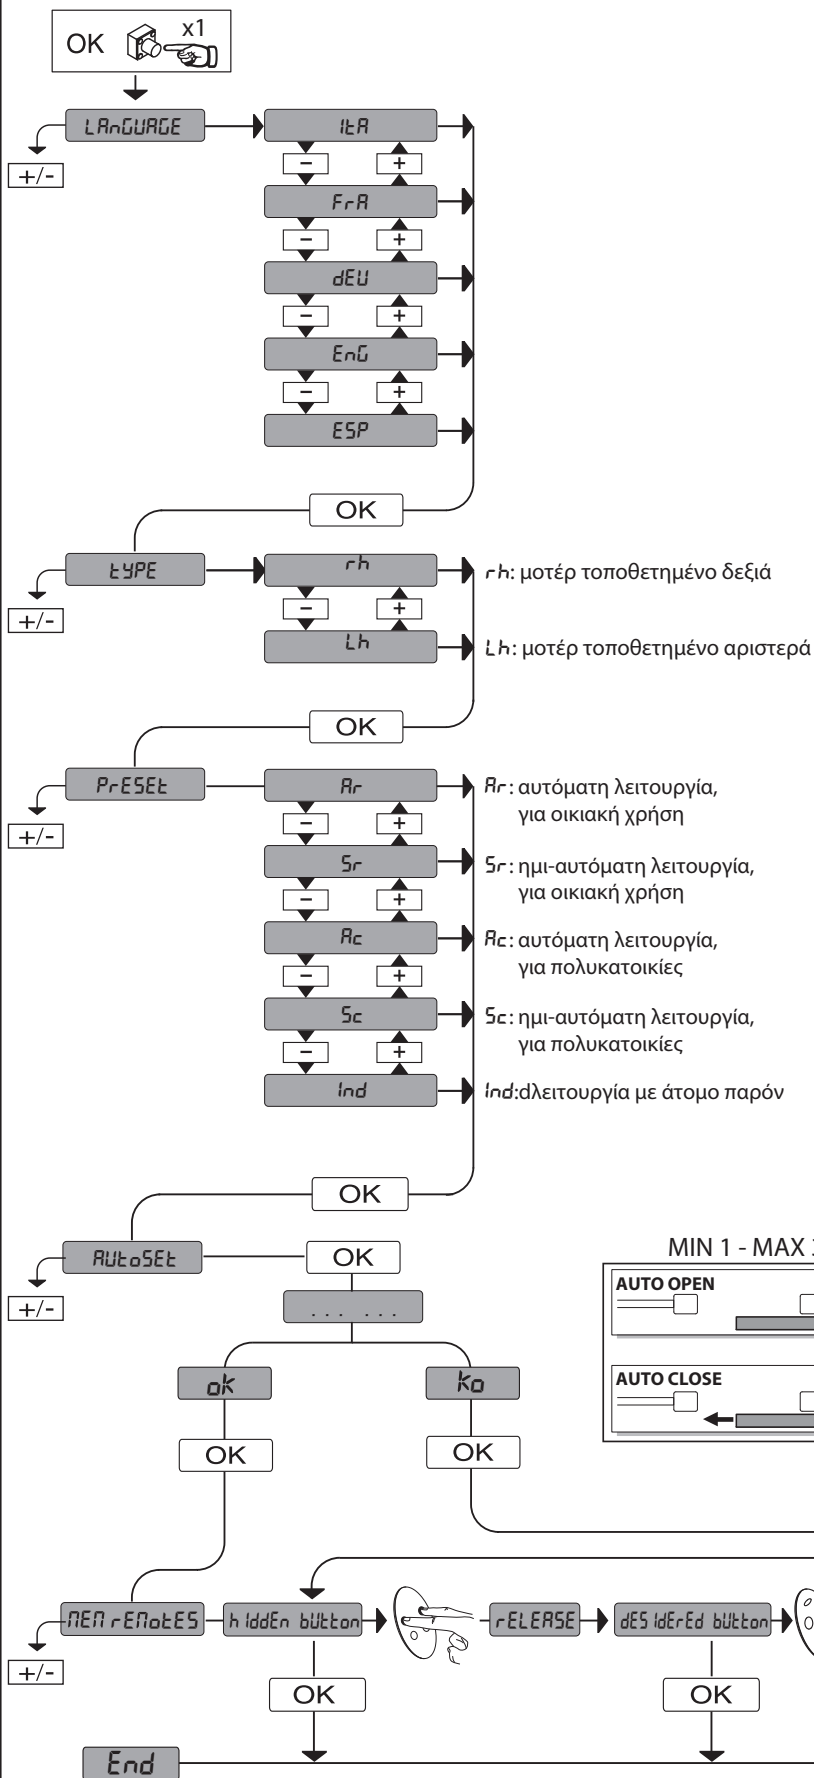 OK x1
LAnGUAGE
ItA
+/-
- +
FrA
- +
dEU
- +
EnG
- +
ESP
OK
tYPE
rh
rh: μοτέρ τοποθετημένο δεξιά
+/-
- +
Lh
Lh: μοτέρ τοποθετημένο αριστερά
OK
PrESEt
Ar
Ar: αυτόματη λειτουργία,
για οικιακή χρήση
+/-
- +
Sr
Sr: ημι-αυτόματη λειτουργία,
για οικιακή χρήση
- +
Ac
Ac: αυτόματη λειτουργία,
για πολυκατοικίες
- +
Sc
Sc: ημι-αυτόματη λειτουργία,
για πολυκατοικίες
- +
Ind
Ind:dλειτουργία με άτομο παρόν
OK
AUtoSEt
OK
+/-
... ...
MIN 1 - MAX 3
AUTO OPEN
AUTO CLOSE
ok
Ko
OK
OK
MEM rEMotES
hIddEn bUtton
rELEASE
dESIdErEd bUtton
+/-
OK
OK
End